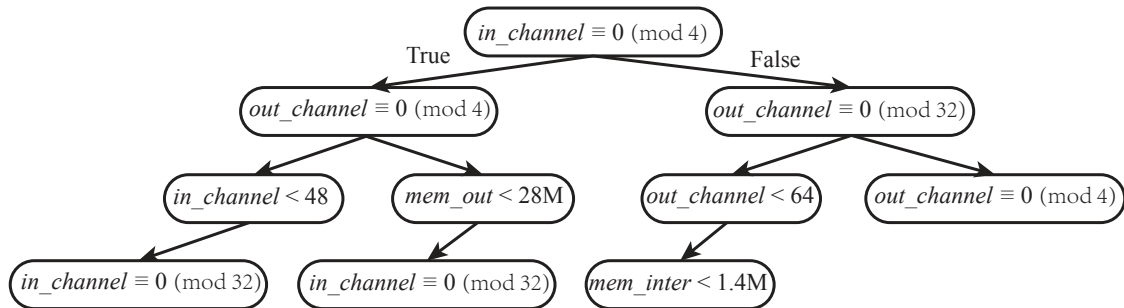 in_channel ≡ 0 (mod 4)
True
False
out_channel ≡ 0 (mod 4)
out_channel ≡ 0 (mod 32)
in_channel < 48
mem_out < 28M
out_channel < 64
out_channel ≡ 0 (mod 4)
in_channel ≡ 0 (mod 32)
in_channel ≡ 0 (mod 32)
mem_inter < 1.4M